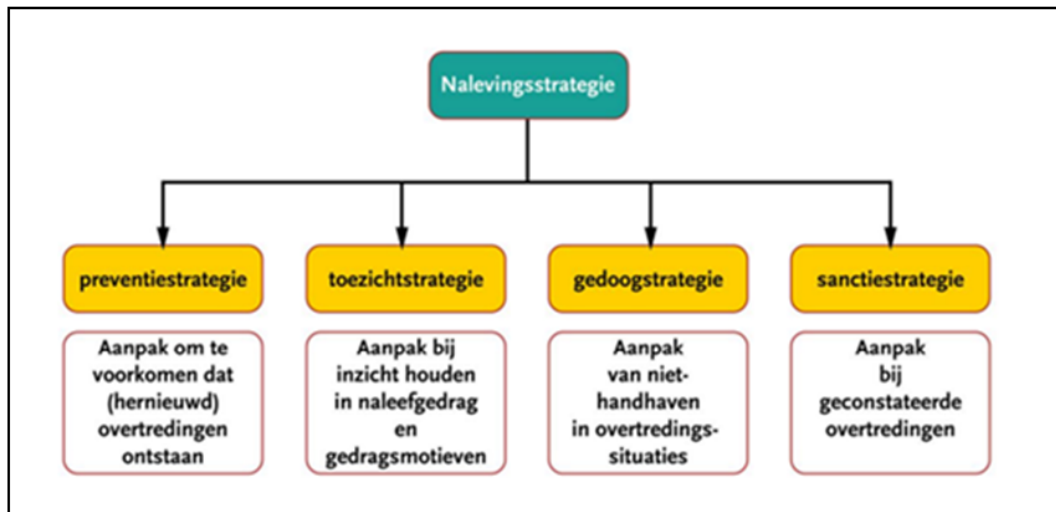 Nalevingsstrategie
preventiestrategie
toezichtstrategie
gedoogstrategie
sanctiestrategie
Aanpak om te
voorkomen dat
(hernieuwd)
overtredingen
ontstaan
Aanpak bij
inzicht houden
in naleefgedrag
en
gedragsmotieven
Aanpak
van niet-
handhaven
in overtredings-
situaties
Aanpak
bij
geconstateerde
overtredingen